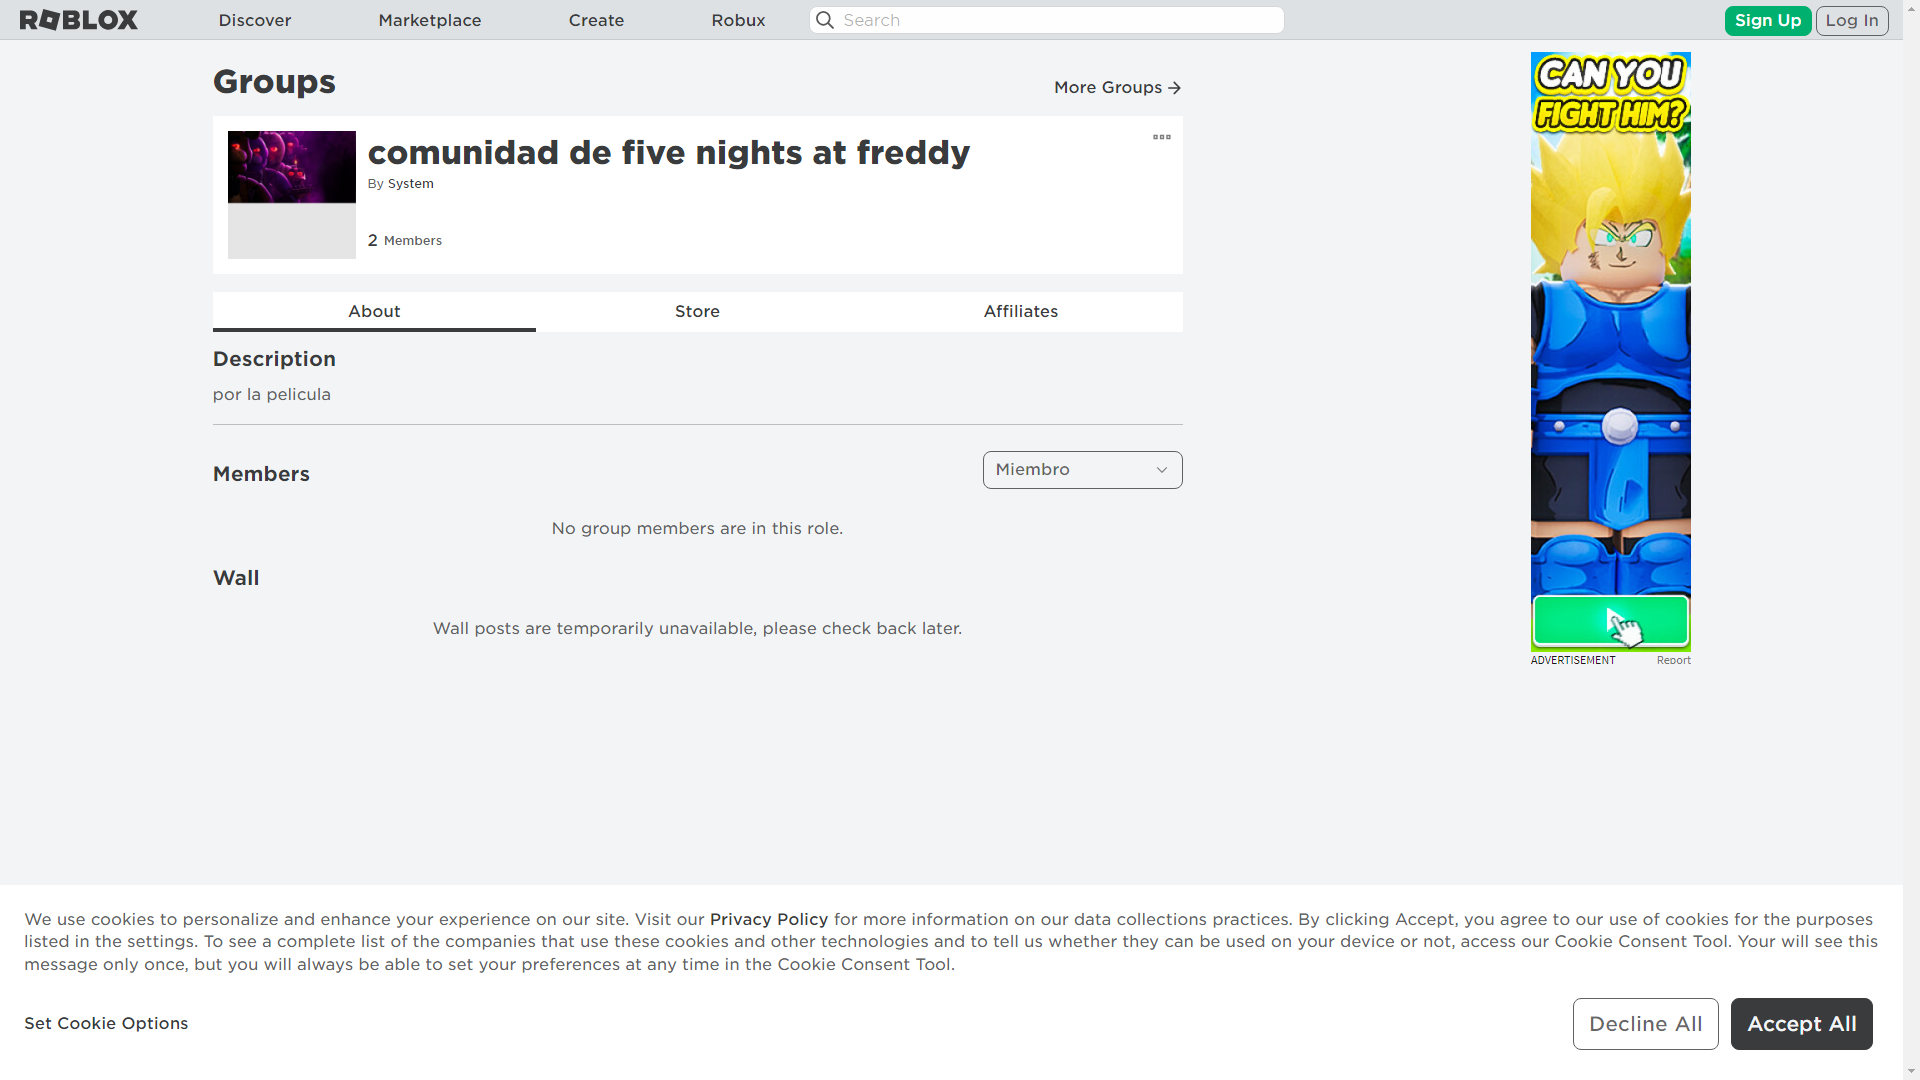 ROBLOX
Discover
Marketplace
Create
Robux
Search
Sign Up
Log In
Groups
More Groups
comunidad de five nights at freddy
By System
2 Members
About
Store
Affiliates
Description
por la pelicula
Members
Miembro
No group members are in this role.
Wall
Wall posts are temporarily unavailable, please check back later.
CAN YOU
FIGHT HIM?
ADVERTISEMENT
Report
We use cookies to personalize and enhance your experience on our site. Visit our Privacy Policy for more information on our data collections practices. By clicking Accept, you agree to our use of cookies for the purposes
listed in the settings. To see a complete list of the companies that use these cookies and other technologies and to tell us whether they can be used on your device or not, access our Cookie Consent Tool. Your will see this
message only once, but you will always be able to set your preferences at any time in the Cookie Consent Tool.
Set Cookie Options
Decline All
Accept All